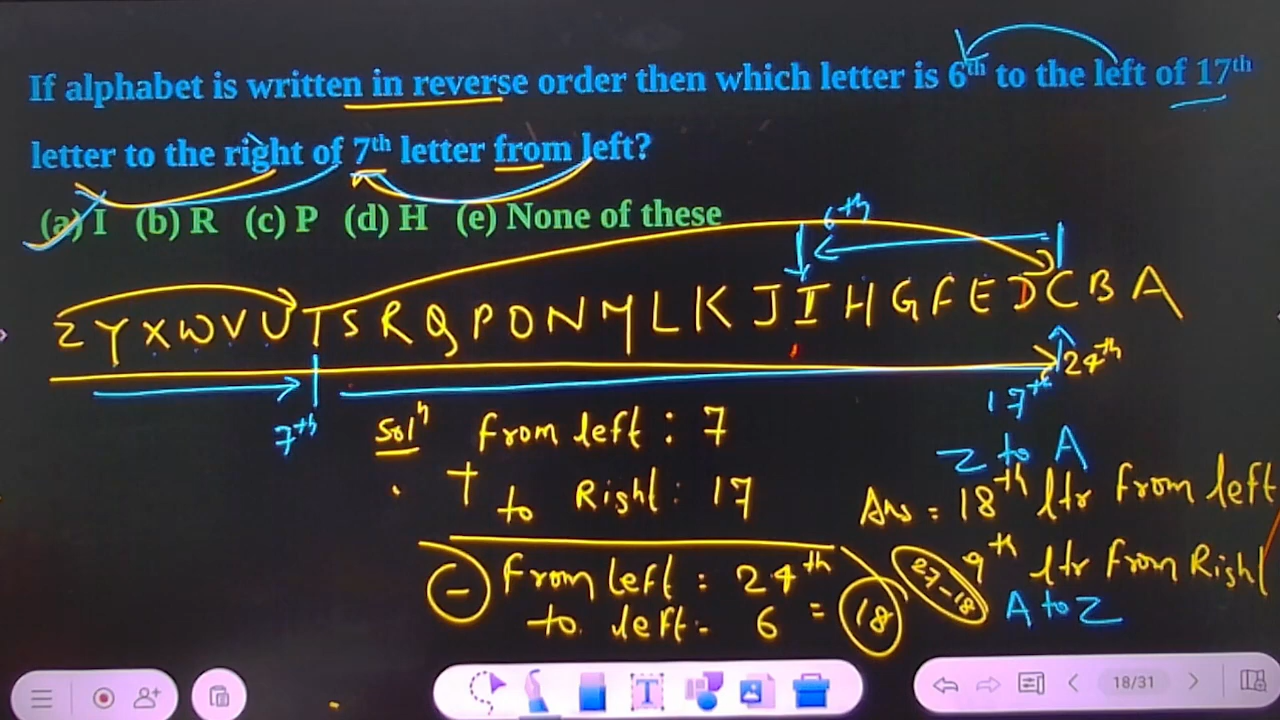 If alphabet is written in reverse order then which letter is 6th to the left of 17th
letter to the right of 7th letter from left?
(a) I (b) R (c) P (d) H (e) None of these
6th
Z Y X W V U T S R Q P O N M L K J I H G F E D C B A
24th
7th
17th
Soln From left : 7
Z to A
+ to Right : 17
Ans = 18th ltr From left
- From left : 24th
27-18 9th ltr From Right
to left - 6 = 18
A to Z
18/31